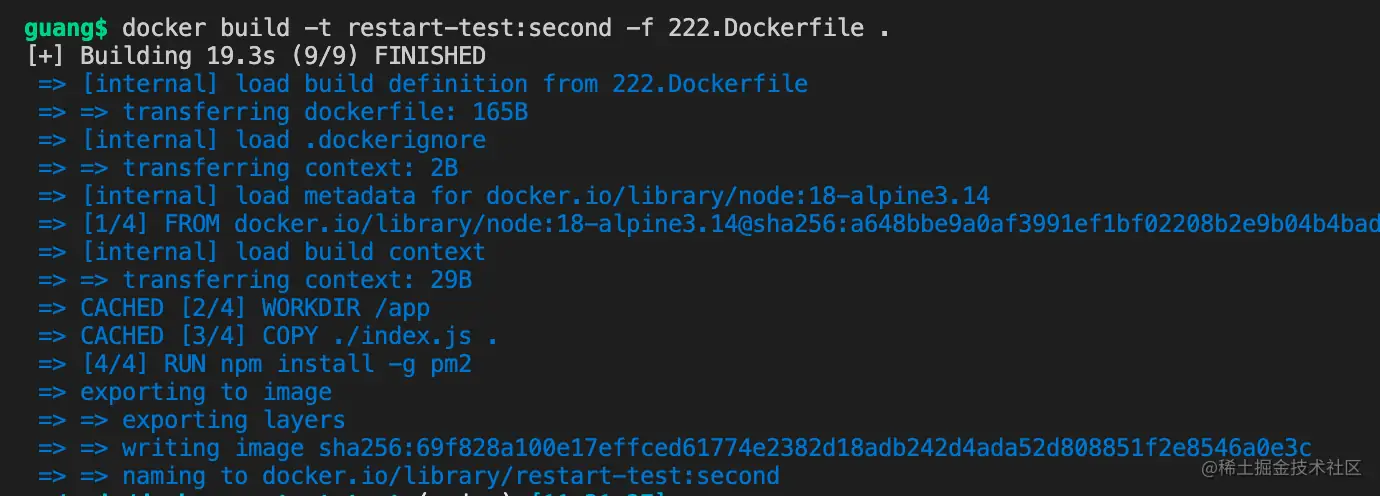 guang$ docker build -t restart-test:second -f 222.Dockerfile .
[+] Building 19.3s (9/9) FINISHED
=> [internal] load build definition from 222.Dockerfile
=> => transferring dockerfile: 165B
=> [internal] load .dockerignore
=> => transferring context: 2B
=> [internal] load metadata for docker.io/library/node:18-alpine3.14
=> [1/4] FROM docker.io/library/node:18-alpine3.14@sha256:a648bbe9a0af3991ef1bf02208b2e9b04b4bad
=> [internal] load build context
=> => transferring context: 29B
=> CACHED [2/4] WORKDIR /app
=> CACHED [3/4] COPY ./index.js .
=> [4/4] RUN npm install -g pm2
=> exporting to image
=> => exporting layers
=> => writing image sha256:69f828a100e17effced61774e2382d18adb242d4ada52d808851f2e8546a0e3c
=> => naming to docker.io/library/restart-test:second
@稀土掘金技术社区